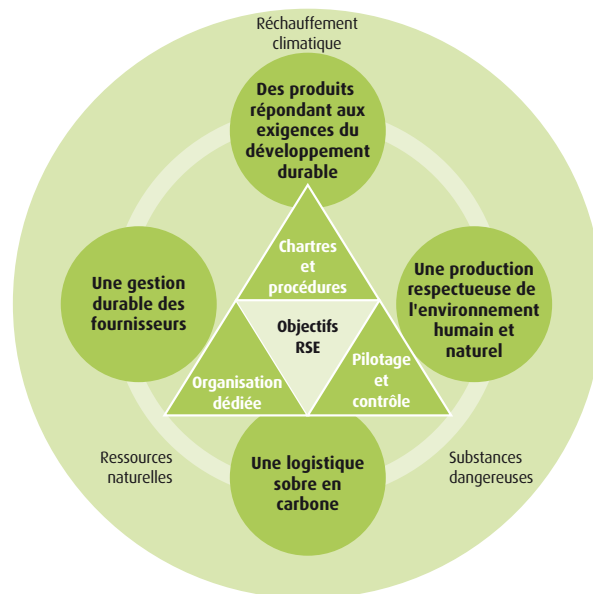 Réchauffement
climatique
Des produits
répondant aux
exigences du
développement
durable
Chartres
et
procédures
Une gestion
durable des
fournisseurs
Une production
respectueuse de
l'environnement
humain et
naturel
Objectifs
RSE
Organisation
dédiée
Pilotage
et
contrôle
Ressources
naturelles
Une logistique
sobre en
carbone
Substances
dangereuses